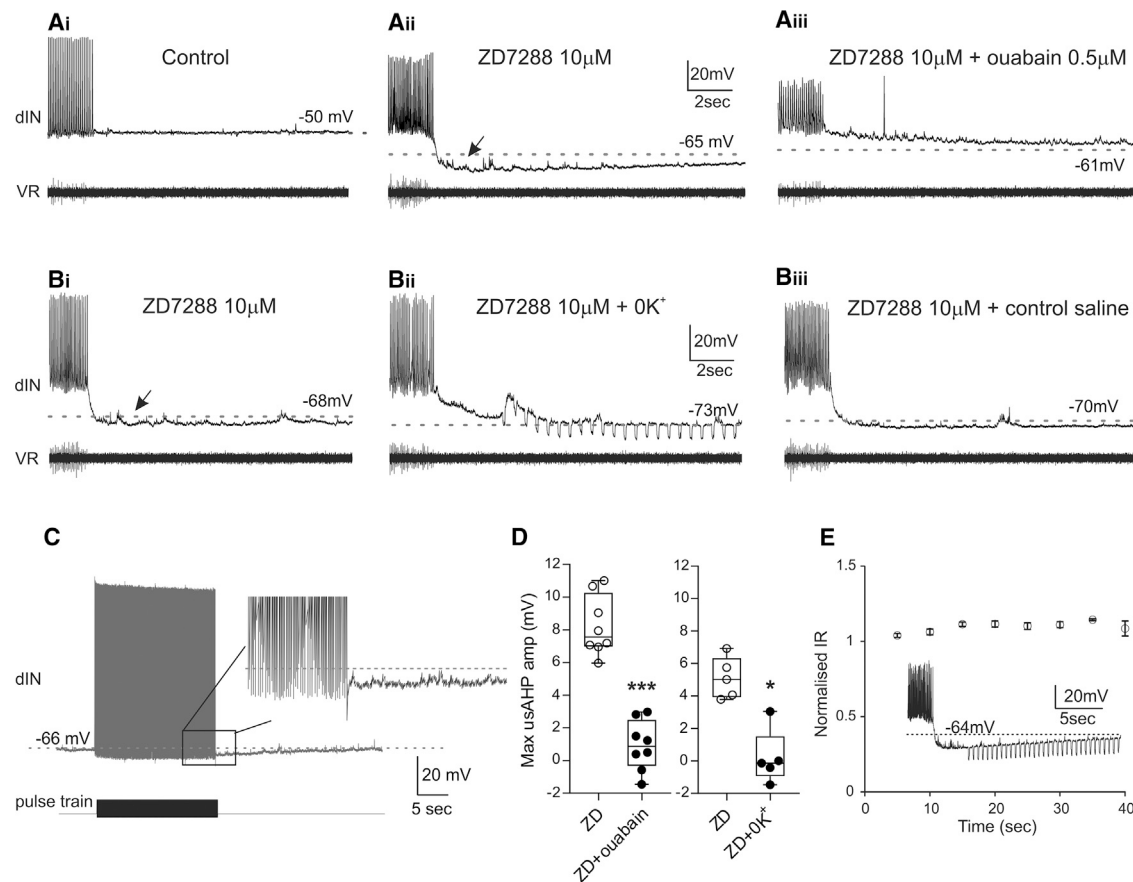 Ai
Control
dIN
-50 mV
VR
Aii
ZD7288 10µM
20mV
2sec
-65 mV
Aiii
ZD7288 10µM + ouabain 0.5µM
-61mV
Bi
ZD7288 10µM
dIN
-68mV
VR
Bii
ZD7288 10µM + 0K⁺
20mV
2sec
-73mV
Biii
ZD7288 10µM + control saline
-70mV
C
dIN
-66 mV
20 mV
5 sec
pulse train
D
Max usAHP amp (mV)
12
10
8
6
4
2
0
-2
***
ZD
ZD+ouabain
12
10
8
6
4
2
0
-2
*
ZD
ZD+0K⁺
E
Normalised IR
1.5
1
0.5
0
20mV
5sec
-64mV
0
10
20
30
40
Time (sec)